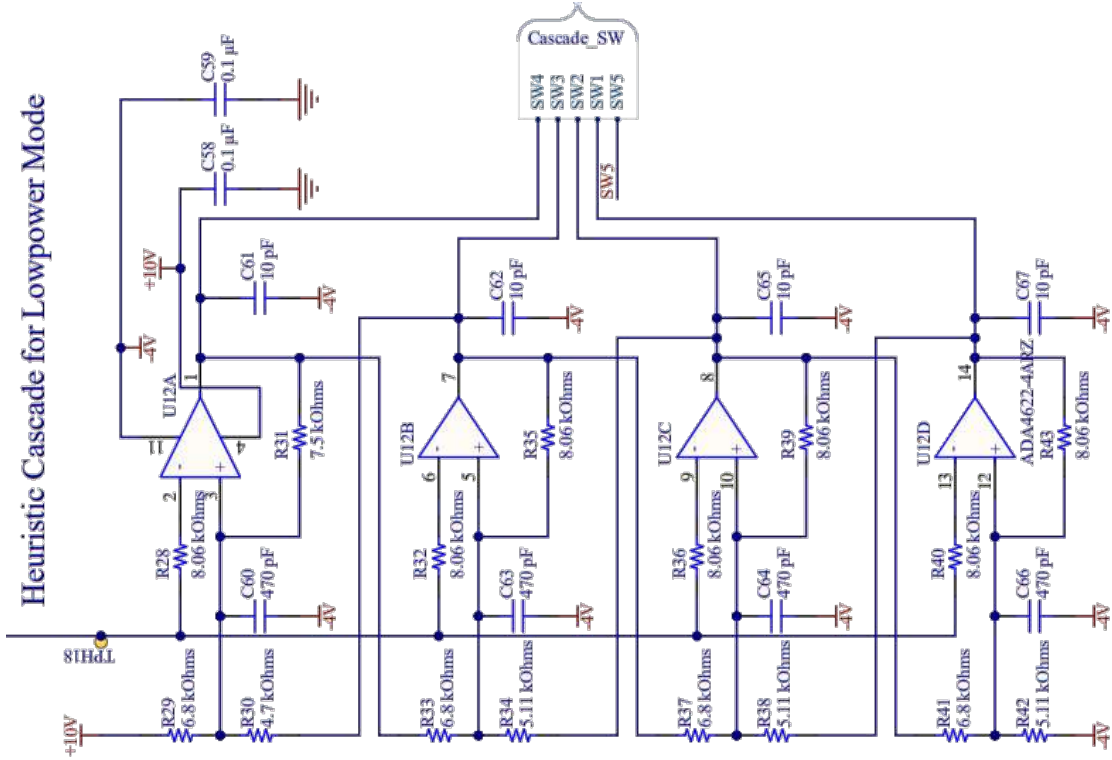 Heuristic Cascade for Lowpower Mode
Cascade_SW
SW4
SW3
SW2
SW1
SW5
SW5
C59
0.1 µF
C58
0.1 µF
+10V
-4V
C61
10 pF
-4V
U12A
11
1
4
2
3
R31
7.5 kOhms
R28
8.06 kOhms
C60
470 pF
-4V
TPH18
+10V
R29
6.8 kOhms
R30
4.7 kOhms
C62
10 pF
-4V
U12B
7
6
5
R35
8.06 kOhms
R32
8.06 kOhms
C63
470 pF
-4V
R33
6.8 kOhms
R34
5.11 kOhms
C65
10 pF
-4V
U12C
8
9
10
R39
8.06 kOhms
R36
8.06 kOhms
C64
470 pF
-4V
R37
6.8 kOhms
R38
5.11 kOhms
C67
10 pF
-4V
U12D
ADA4622-4ARZ
14
13
12
R43
8.06 kOhms
R40
8.06 kOhms
C66
470 pF
-4V
R41
6.8 kOhms
R42
5.11 kOhms
-4V